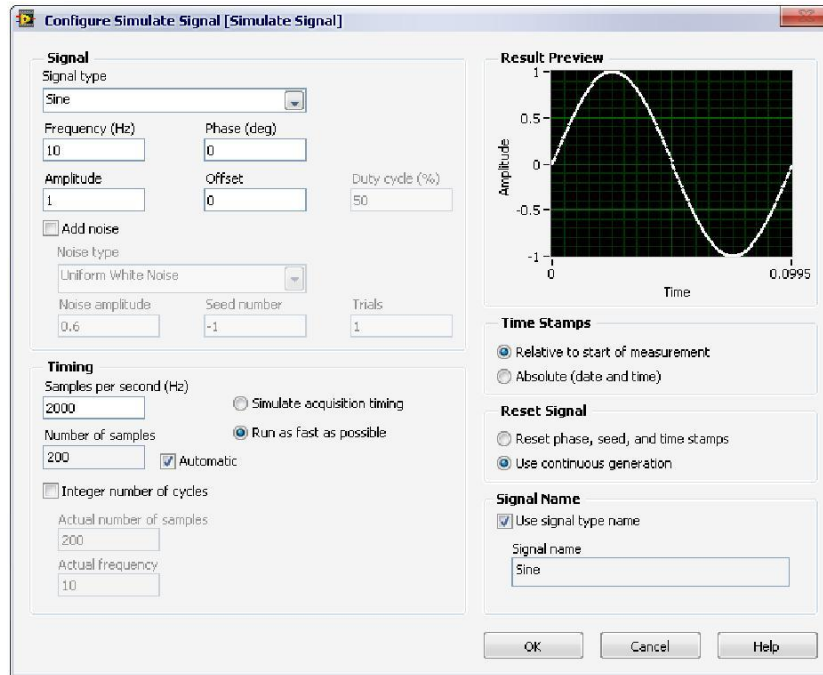 Configure Simulate Signal [Simulate Signal]
Signal
Signal type
Sine
Frequency (Hz) Phase (deg)
10 0
Amplitude Offset Duty cycle (%)
1 0 50
Add noise
Noise type
Uniform White Noise
Noise amplitude Seed number Trials
0.6 -1 1
Timing
Samples per second (Hz)
2000 Simulate acquisition timing
Number of samples Run as fast as possible
200 Automatic
Integer number of cycles
Actual number of samples
200
Actual frequency
10
Result Preview
Amplitude
1
0.5
0
-0.5
-1
0 0.0995
Time
Time Stamps
Relative to start of measurement
Absolute (date and time)
Reset Signal
Reset phase, seed, and time stamps
Use continuous generation
Signal Name
Use signal type name
Signal name
Sine
OK Cancel Help